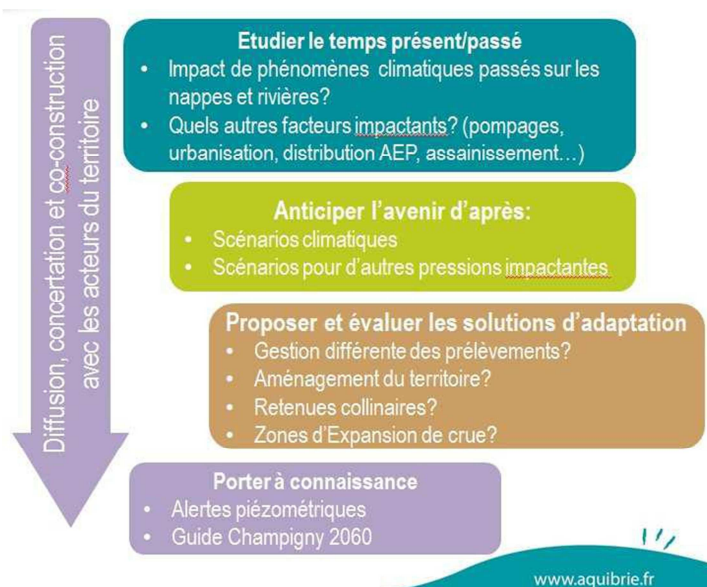 Diffusion, concertation et co-construction
avec les acteurs du territoire
Etudier le temps présent/passé
• Impact de phénomènes climatiques passés sur les
nappes et rivières?
• Quels autres facteurs impactants? (pompages,
urbanisation, distribution AEP, assainissement…)
Anticiper l'avenir d'après:
• Scénarios climatiques
• Scénarios pour d'autres pressions impactantes
Proposer et évaluer les solutions d'adaptation
• Gestion différente des prélèvements?
• Aménagement du territoire?
• Retenues collinaires?
• Zones d'Expansion de crue?
Porter à connaissance
• Alertes piézométriques
• Guide Champigny 2060
www.aquibrie.fr